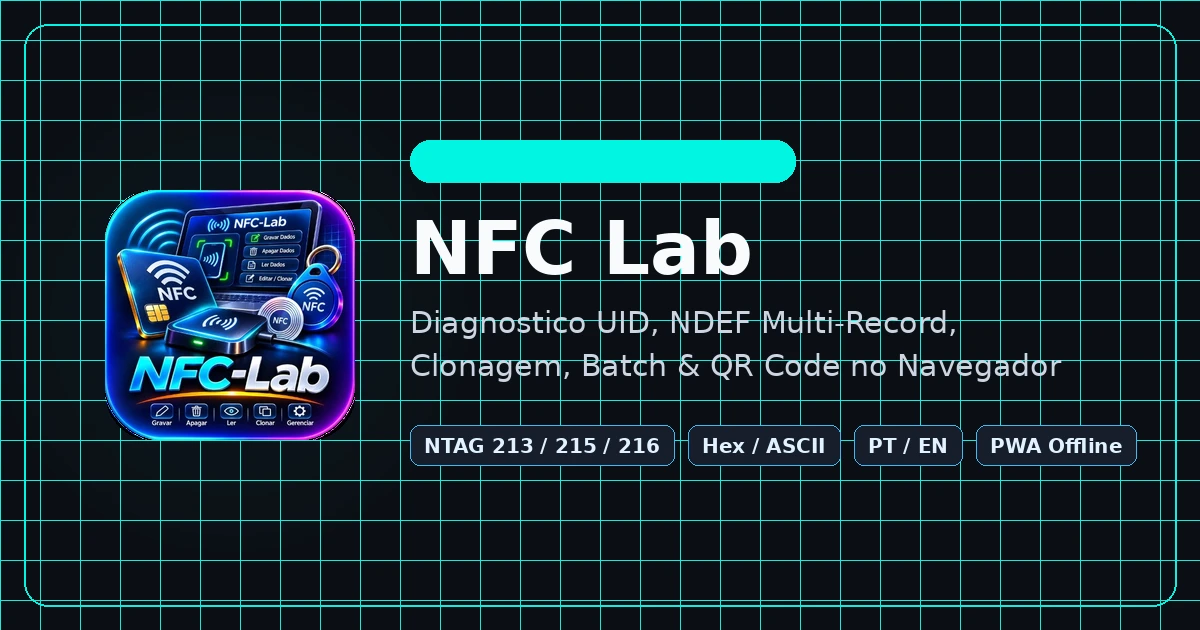 NFC-Lab
Gravar Dados
Apagar Dados
Ler Dados
Editar / Clonar
NFC
NFC
NFC
NFC-Lab
Gravar
Apagar
Ler
Clonar
Gerenciar
NFC Lab
Diagnostico UID, NDEF Multi-Record,
Clonagem, Batch & QR Code no Navegador
NTAG 213 / 215 / 216
Hex / ASCII
PT / EN
PWA Offline